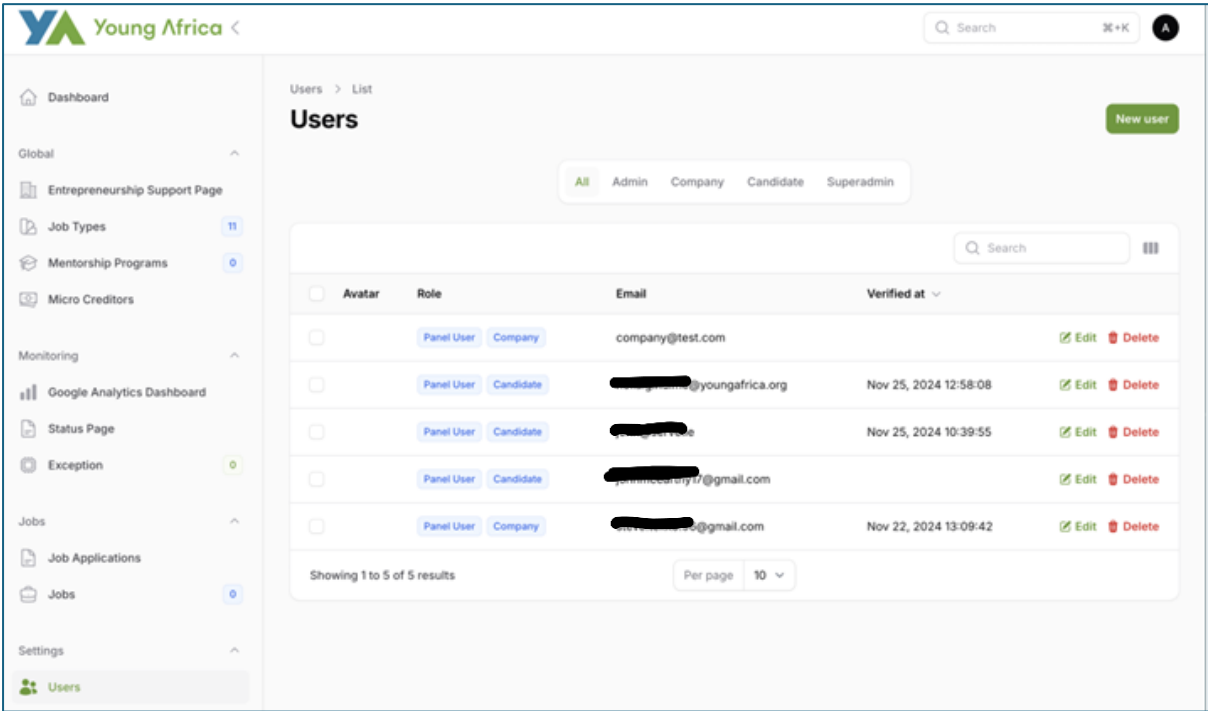 YA Young Africa
Search ⌘+K A
Dashboard
Global
Entrepreneurship Support Page
Job Types 11
Mentorship Programs 0
Micro Creditors
Monitoring
Google Analytics Dashboard
Status Page
Exception 0
Jobs
Job Applications
Jobs 0
Settings
Users
Users > List
Users
New user
All Admin Company Candidate Superadmin
Search
Avatar Role Email Verified at
Panel User Company company@test.com Edit Delete
Panel User Candidate @youngafrica.org Nov 25, 2024 12:58:08 Edit Delete
Panel User Candidate Nov 25, 2024 10:39:55 Edit Delete
Panel User Candidate @gmail.com Edit Delete
Panel User Company @gmail.com Nov 22, 2024 13:09:42 Edit Delete
Showing 1 to 5 of 5 results Per page 10